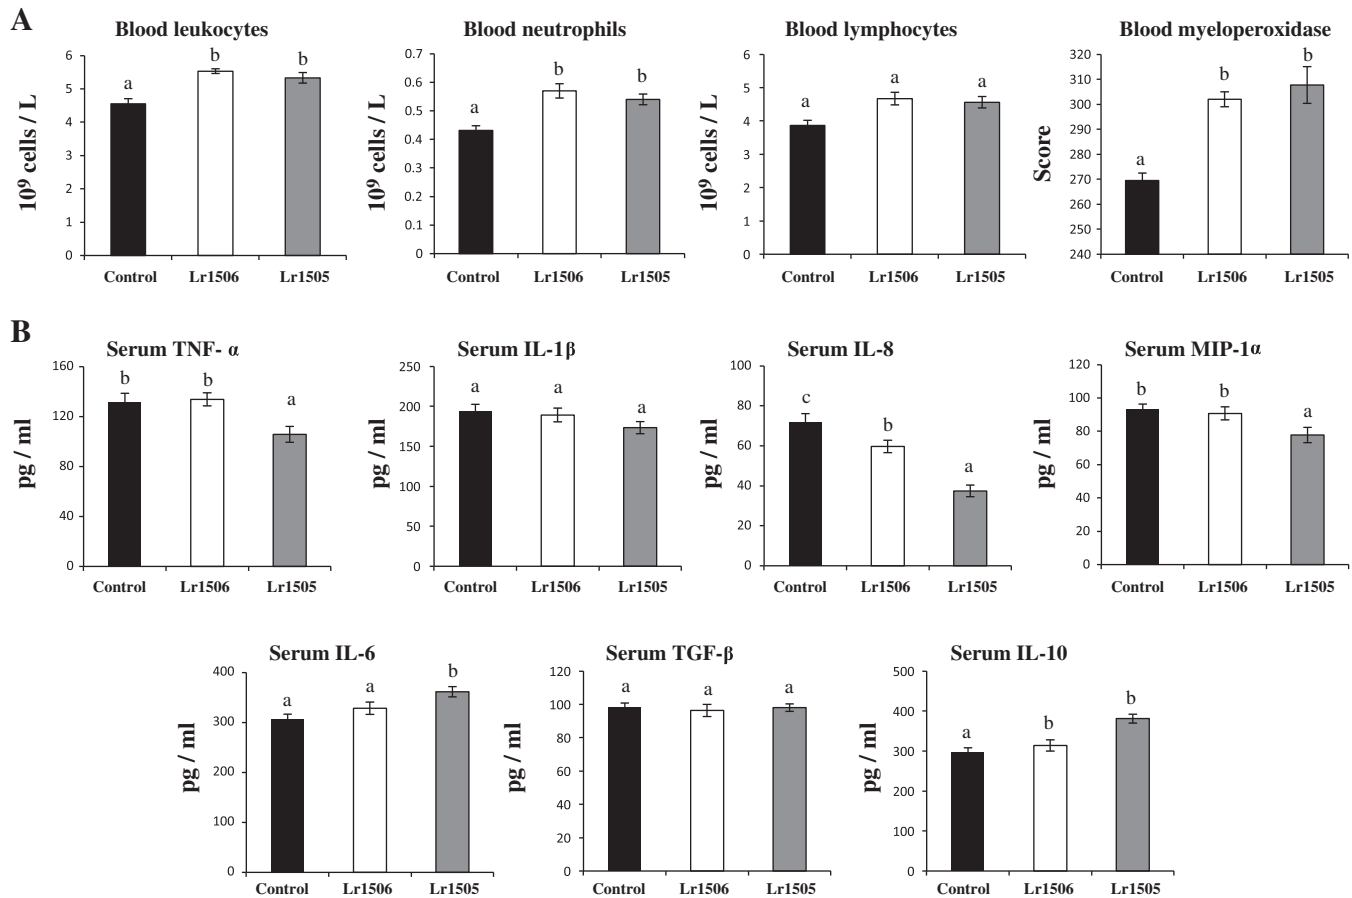 A
Blood leukocytes
Blood neutrophils
Blood lymphocytes
Blood myeloperoxidase
10⁹ cells / L
6
5
4
3
2
1
0
a
b
b
Control
Lr1506
Lr1505
10⁹ cells / L
0.7
0.6
0.5
0.4
0.3
0.2
0.1
0
a
b
b
Control
Lr1506
Lr1505
10⁹ cells / L
6
5
4
3
2
1
0
a
a
a
Control
Lr1506
Lr1505
Score
320
310
300
290
280
270
260
250
240
a
b
b
Control
Lr1506
Lr1505
B
Serum TNF- α
pg / ml
160
120
80
40
0
b
b
a
Control
Lr1506
Lr1505
Serum IL-1β
pg / ml
250
200
150
100
50
0
a
a
a
Control
Lr1506
Lr1505
Serum IL-8
pg / ml
100
80
60
40
20
0
c
b
a
Control
Lr1506
Lr1505
Serum MIP-1α
pg / ml
120
100
80
60
40
20
0
b
b
a
Control
Lr1506
Lr1505
Serum IL-6
pg / ml
400
300
200
100
0
a
a
b
Control
Lr1506
Lr1505
Serum TGF-β
pg / ml
120
100
80
60
40
20
0
a
a
a
Control
Lr1506
Lr1505
Serum IL-10
pg / ml
500
400
300
200
100
0
a
b
b
Control
Lr1506
Lr1505